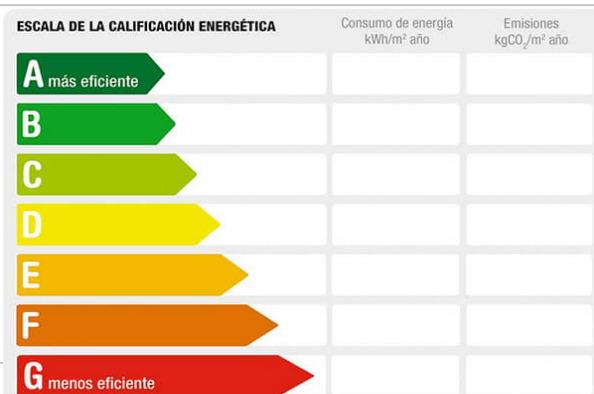 ESCALA DE LA CALIFICACIÓN ENERGÉTICA
Consumo de energía
kWh/m² año
Emisiones
kgCO₂/m² año
A más eficiente
B
C
D
E
F
G menos eficiente